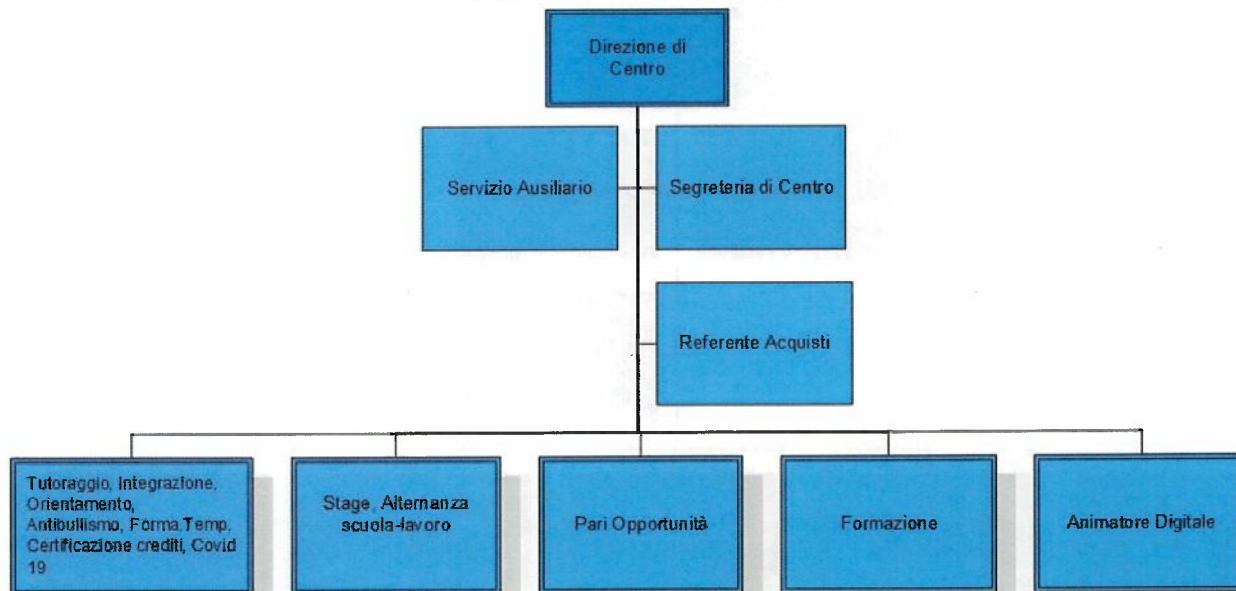 Direzione di
Centro
Servizio Ausiliario
Segreteria di Centro
Referente Acquisti
Tutoraggio, Integrazione,
Orientamento,
Antibullismo, Forma.Temp,
Certificazione crediti, Covid
19
Stage, Alternanza
scuola-lavoro
Pari Opportunità
Formazione
Animatore Digitale